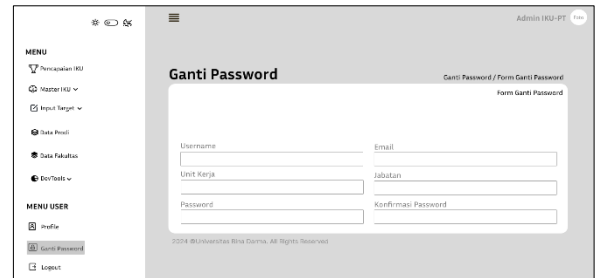 Admin IKU-PT
Foto
MENU
Pencapaian IKU
Master IKU
Input Target
Data Prodi
Data Fakultas
DevTools
MENU USER
Profile
Ganti Password
Logout
Ganti Password
Ganti Password / Form Ganti Password
Form Ganti Password
Username
Email
Unit Kerja
Jabatan
Password
Konfirmasi Password
2024 @Universitas Bina Darma. All Rights Reserved